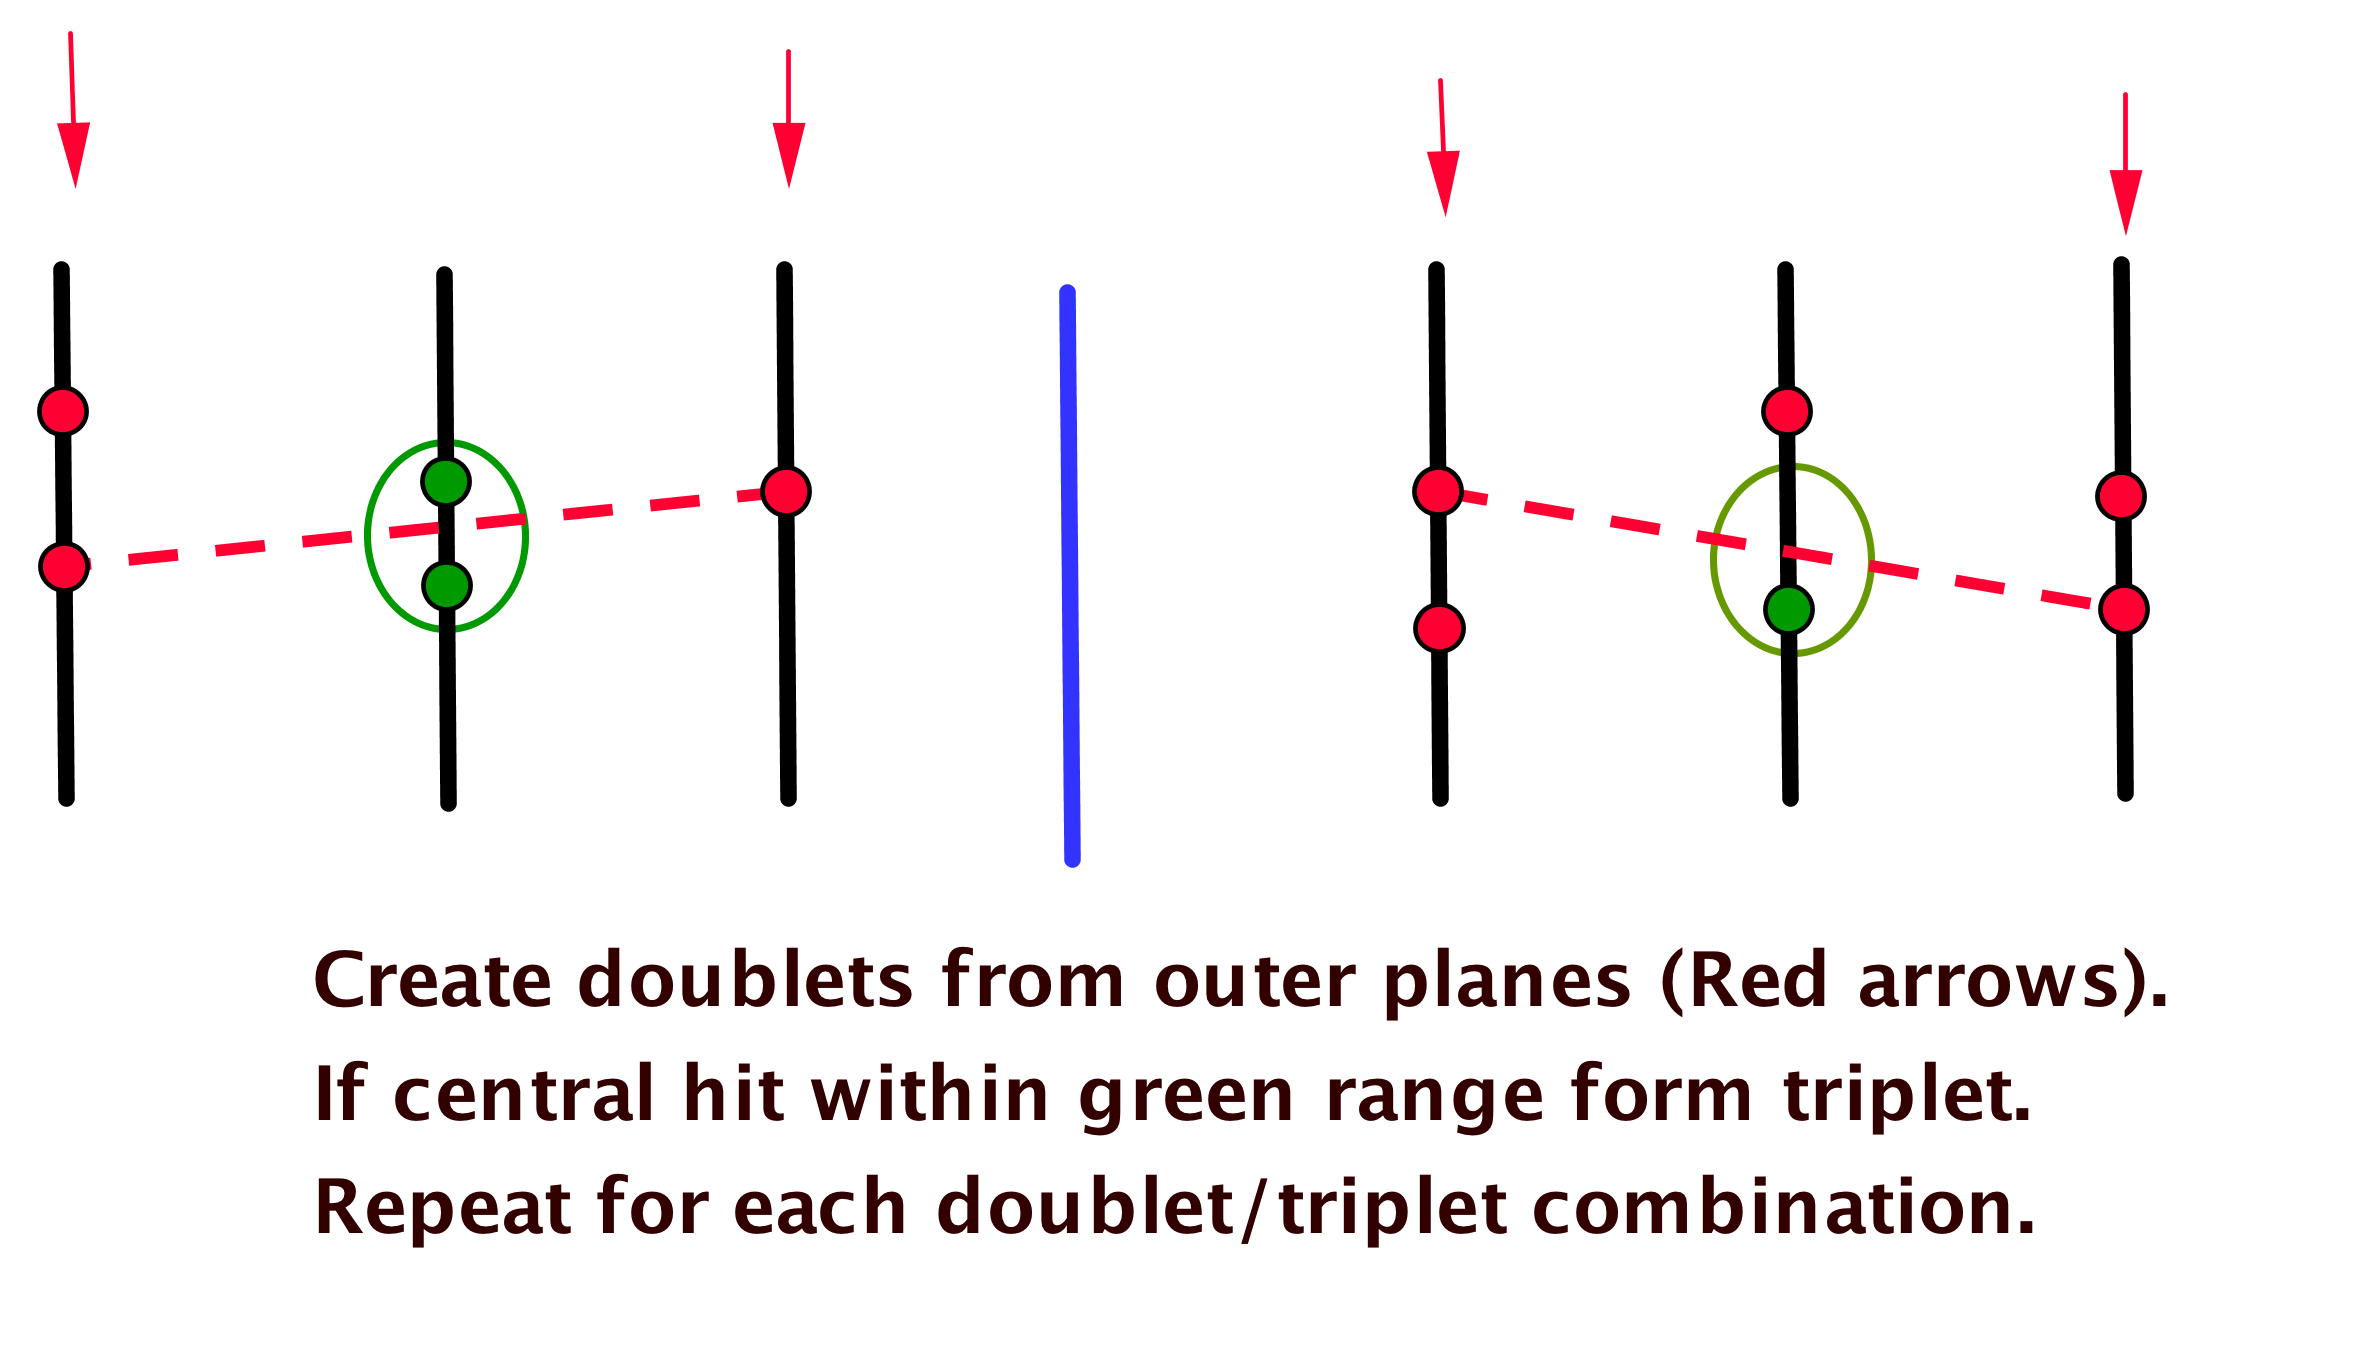 Create doublets from outer planes (Red arrows).
If central hit within green range form triplet.
Repeat for each doublet/triplet combination.